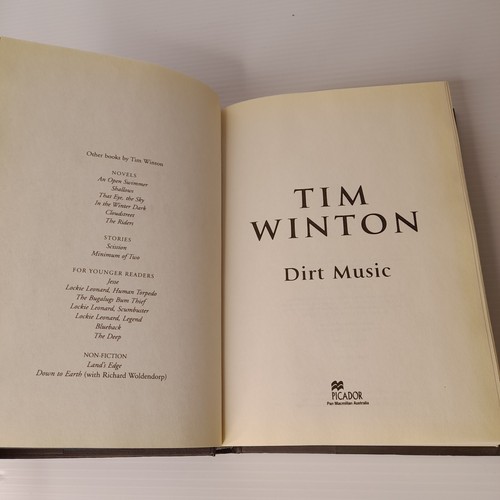 Other books by Tim Winton
NOVELS
An Open Swimmer
Shallows
That Eye, the Sky
In the Winter Dark
Cloudstreet
The Riders
STORIES
Scission
Minimum of Two
FOR YOUNGER READERS
Jesse
Lockie Leonard, Human Torpedo
The Bugalugs Bum Thief
Lockie Leonard, Scumbuster
Lockie Leonard, Legend
Blueback
The Deep
NON-FICTION
Land's Edge
Down to Earth (with Richard Woldendorp)
TIM
WINTON
Dirt Music
PICADOR
Pan Macmillan Australia